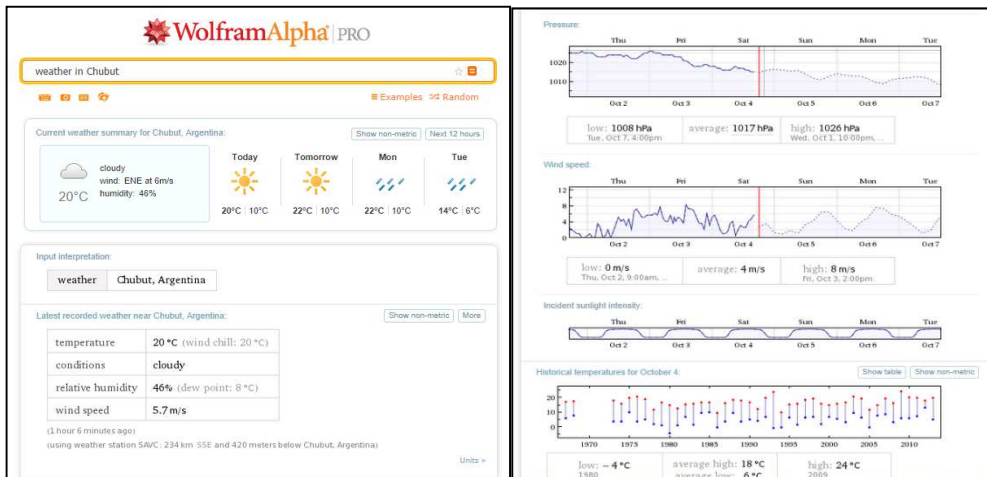 WolframAlpha PRO
weather in Chubut
Examples Random
Current weather summary for Chubut, Argentina:
Show non-metric Next 12 hours
20°C
cloudy
wind: ENE at 6m/s
humidity: 46%
Today Tomorrow Mon Tue
20°C 10°C 22°C 10°C 22°C 10°C 14°C 6°C
Input interpretation:
weather Chubut, Argentina
Latest recorded weather near Chubut, Argentina:
Show non-metric More
temperature 20 °C (wind chill: 20 °C)
conditions cloudy
relative humidity 46% (dew point: 8 °C)
wind speed 5.7 m/s
(1 hour 6 minutes ago)
(using weather station SAVC: 234 km SSE and 420 meters below Chubut, Argentina)
Units »
Pressure:
Thu Fri Sat Sun Mon Tue
1020
1010
Oct 2 Oct 3 Oct 4 Oct 5 Oct 6 Oct 7
low: 1008 hPa average: 1017 hPa high: 1026 hPa
Tue, Oct 7, 4:00pm Wed, Oct 1, 10:00pm, ...
Wind speed:
Thu Fri Sat Sun Mon Tue
12
8
4
0
Oct 2 Oct 3 Oct 4 Oct 5 Oct 6 Oct 7
low: 0 m/s average: 4 m/s high: 8 m/s
Thu, Oct 2, 9:00am, ... Fri, Oct 3, 2:00pm
Incident sunlight intensity:
Thu Fri Sat Sun Mon Tue
Oct 2 Oct 3 Oct 4 Oct 5 Oct 6 Oct 7
Historical temperatures for October 4:
Show table Show non-metric
20
10
0
1970 1975 1980 1985 1990 1995 2000 2005 2010
low: −4 °C average high: 18 °C high: 24 °C
1980 average low: 6 °C 2009